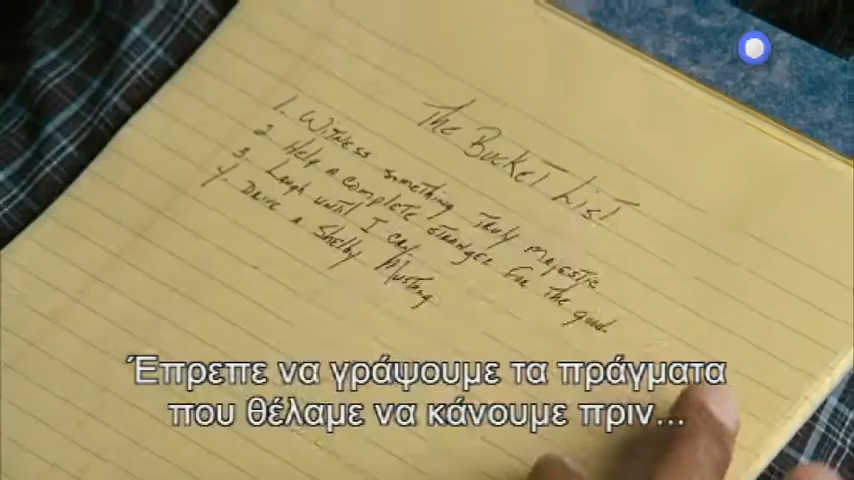 The Bucket List
1. Witness something truly majestic
2. Help a complete stranger for the good.
3. Laugh until I cry
4. Drive a Shelby Mustang
Έπρεπε να γράψουμε τα πράγματα
που θέλαμε να κάνουμε πριν...